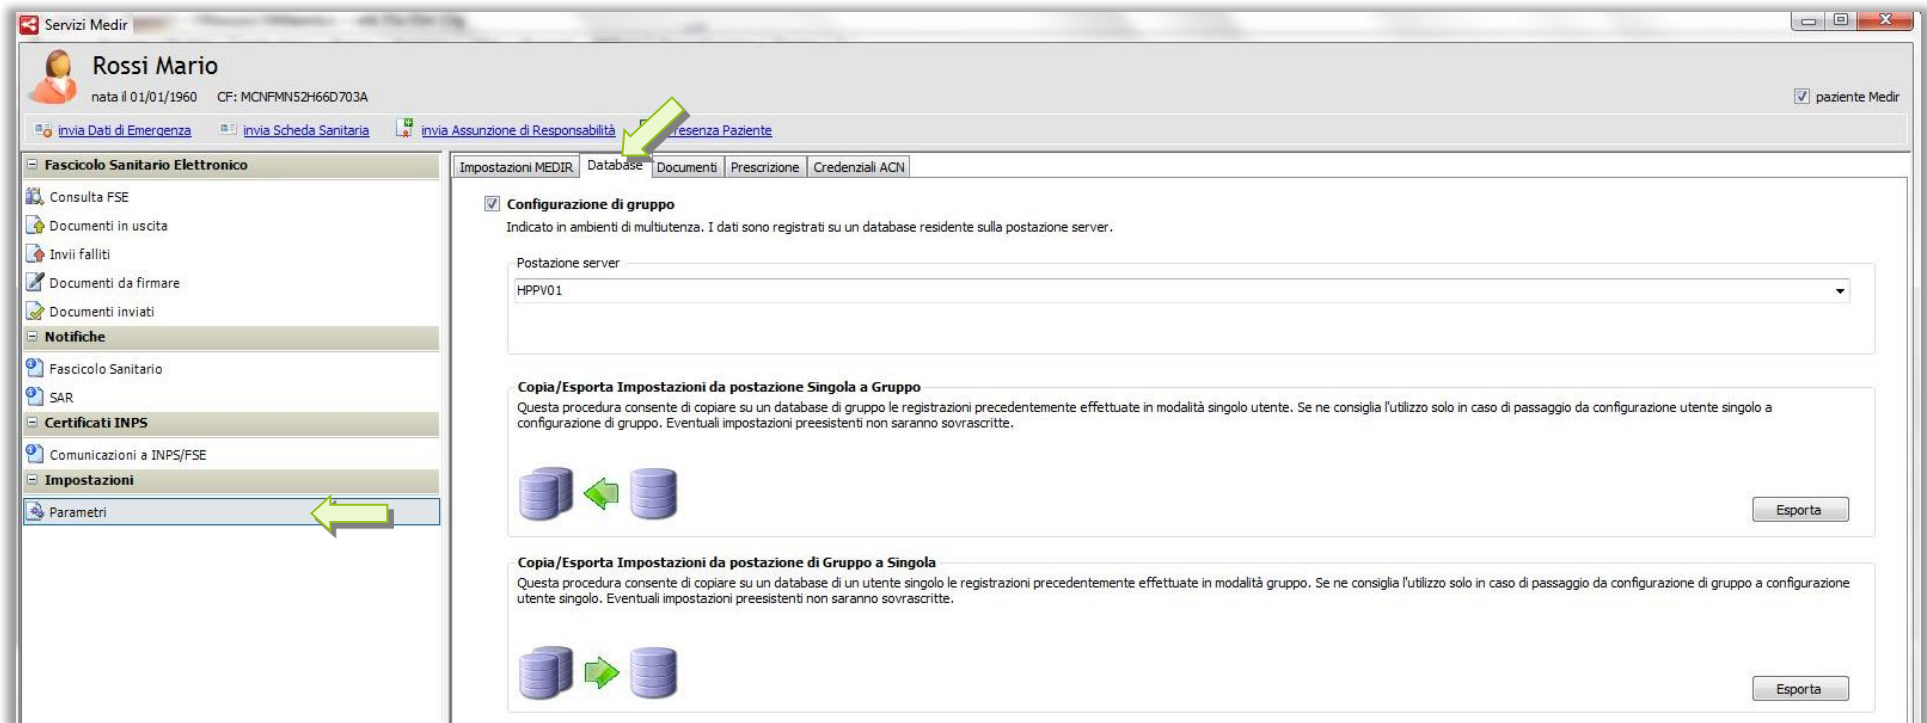 Servizi Medir
Rossi Mario
nata il 01/01/1960 CF: MCNFMN52H66D703A
paziente Medir
invia Dati di Emergenza invia Scheda Sanitaria invia Assunzione di Responsabilità resenza Paziente
Fascicolo Sanitario Elettronico
Consulta FSE
Documenti in uscita
Invii falliti
Documenti da firmare
Documenti inviati
Notifiche
Fascicolo Sanitario
SAR
Certificati INPS
Comunicazioni a INPS/FSE
Impostazioni
Parametri
Impostazioni MEDIR Database Documenti Prescrizione Credenziali ACN
Configurazione di gruppo
Indicato in ambienti di multiutenza. I dati sono registrati su un database residente sulla postazione server.
Postazione server
HPPV01
Copia/Esporta Impostazioni da postazione Singola a Gruppo
Questa procedura consente di copiare su un database di gruppo le registrazioni precedentemente effettuate in modalità singolo utente. Se ne consiglia l'utilizzo solo in caso di passaggio da configurazione utente singolo a
configurazione di gruppo. Eventuali impostazioni preesistenti non saranno sovrascritte.
Esporta
Copia/Esporta Impostazioni da postazione di Gruppo a Singola
Questa procedura consente di copiare su un database di un utente singolo le registrazioni precedentemente effettuate in modalità gruppo. Se ne consiglia l'utilizzo solo in caso di passaggio da configurazione di gruppo a configurazione
utente singolo. Eventuali impostazioni preesistenti non saranno sovrascritte.
Esporta